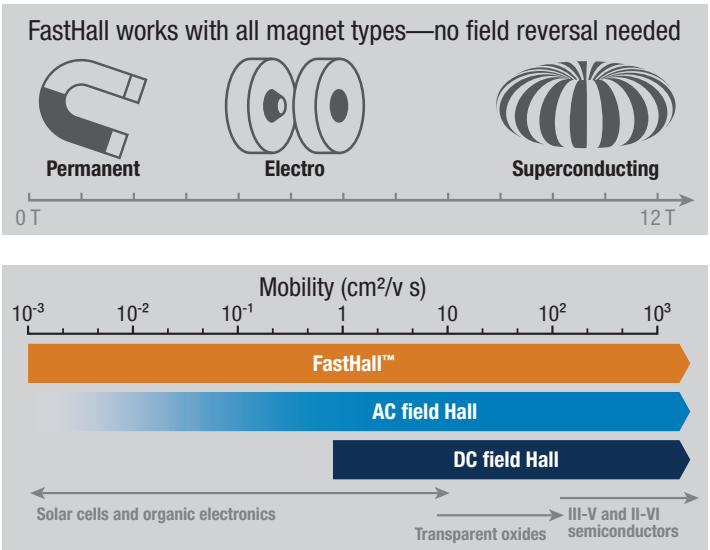 FastHall works with all magnet types—no field reversal needed
Permanent Electro Superconducting
0 T 12 T
Mobility (cm²/v s)
10⁻³ 10⁻² 10⁻¹ 1 10 10² 10³
FastHall™
AC field Hall
DC field Hall
Solar cells and organic electronics
Transparent oxides
III-V and II-VI
semiconductors